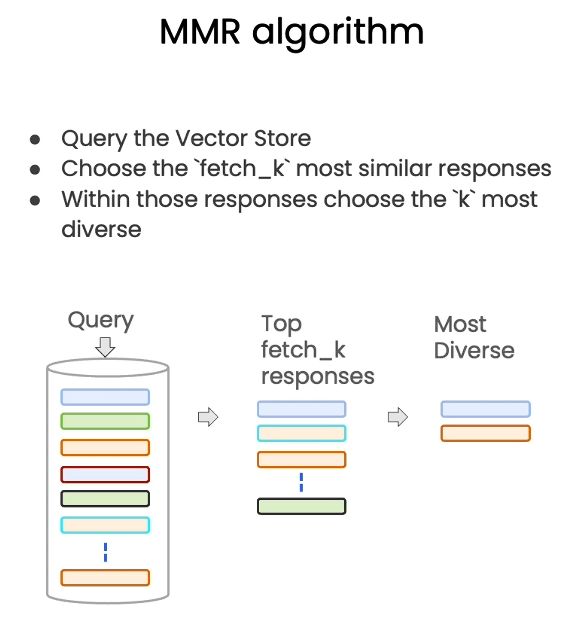 MMR algorithm
● Query the Vector Store
● Choose the `fetch_k` most similar responses
● Within those responses choose the `k` most
diverse
Query
Top
fetch_k
responses
Most
Diverse